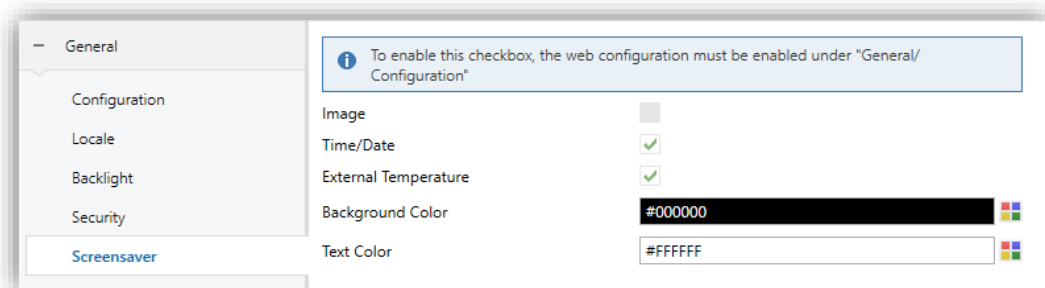 General
Configuration
Locale
Backlight
Security
Screensaver
To enable this checkbox, the web configuration must be enabled under "General/
Configuration"
Image
Time/Date
External Temperature
Background Color
#000000
Text Color
#FFFFFF